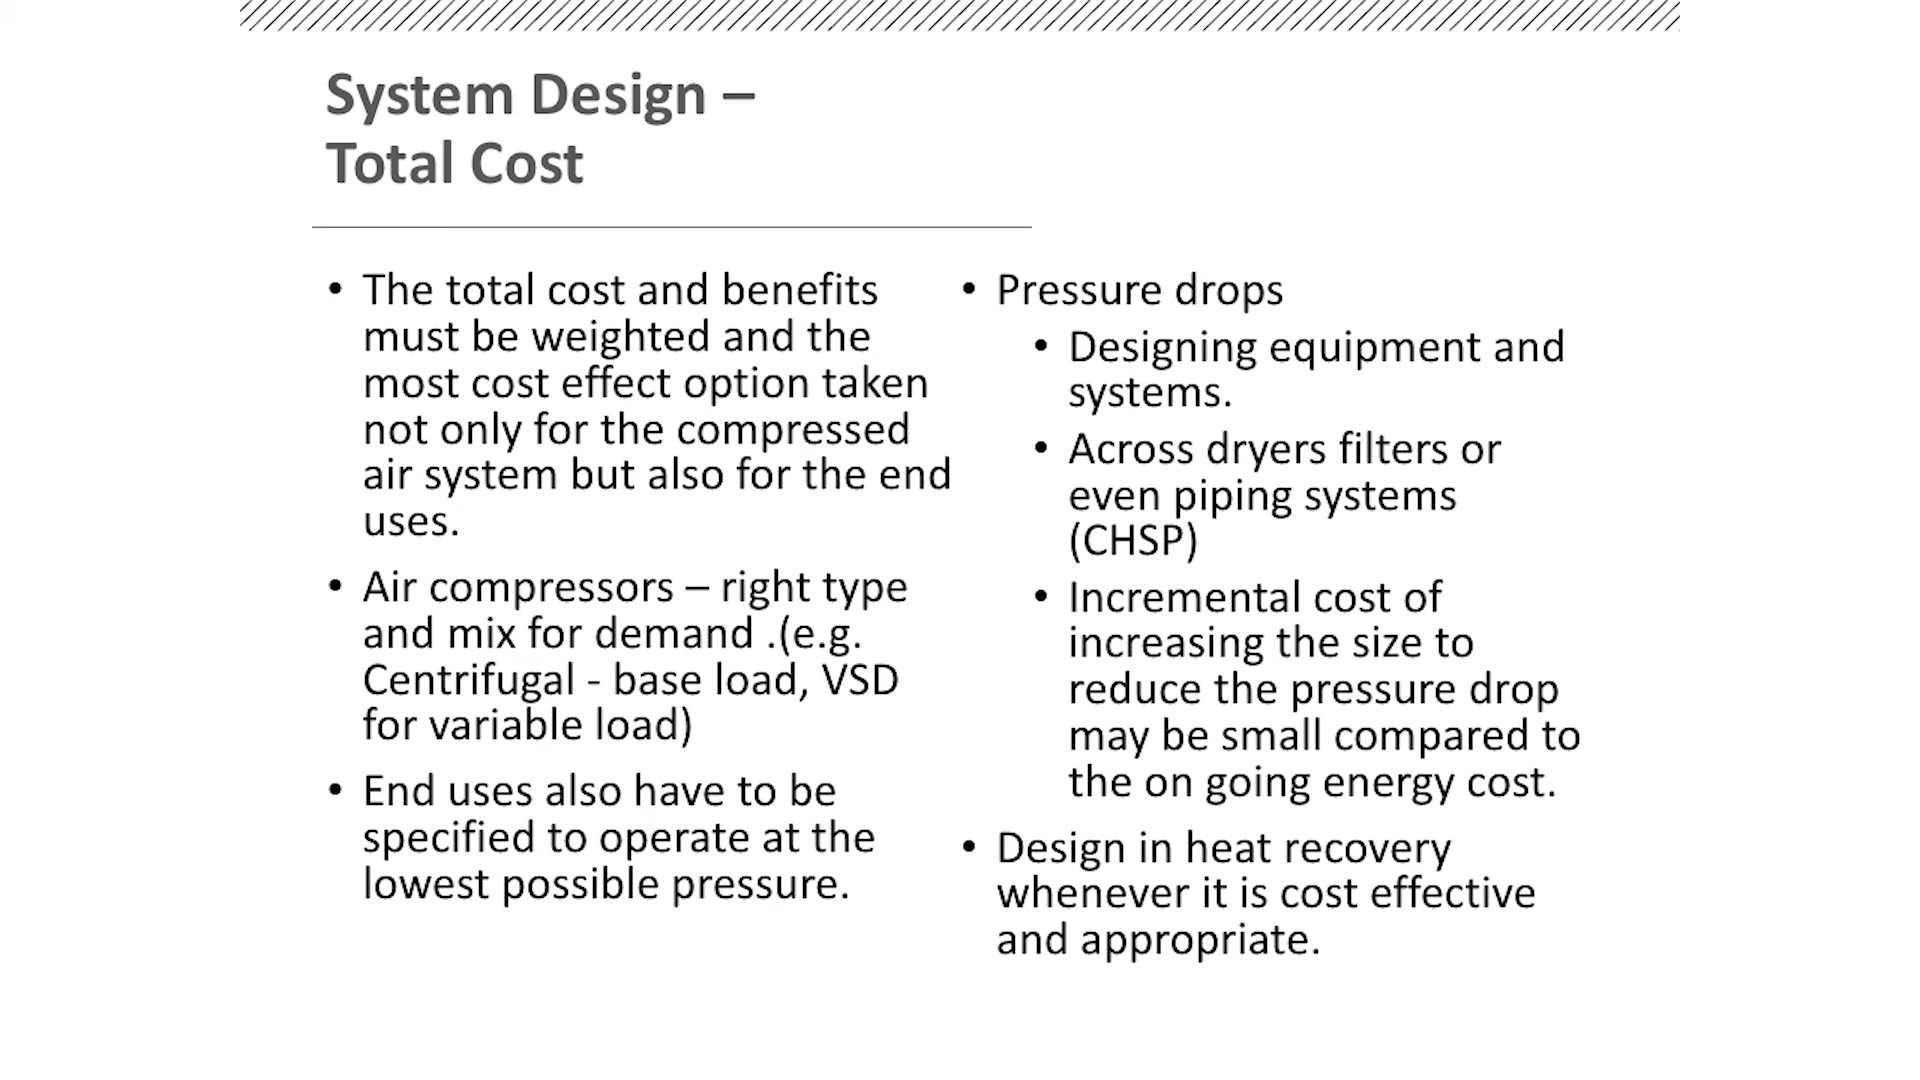 System Design –
Total Cost
• The total cost and benefits
must be weighted and the
most cost effect option taken
not only for the compressed
air system but also for the end
uses.
• Air compressors – right type
and mix for demand .(e.g.
Centrifugal - base load, VSD
for variable load)
• End uses also have to be
specified to operate at the
lowest possible pressure.
• Pressure drops
• Designing equipment and
systems.
• Across dryers filters or
even piping systems
(CHSP)
• Incremental cost of
increasing the size to
reduce the pressure drop
may be small compared to
the on going energy cost.
• Design in heat recovery
whenever it is cost effective
and appropriate.